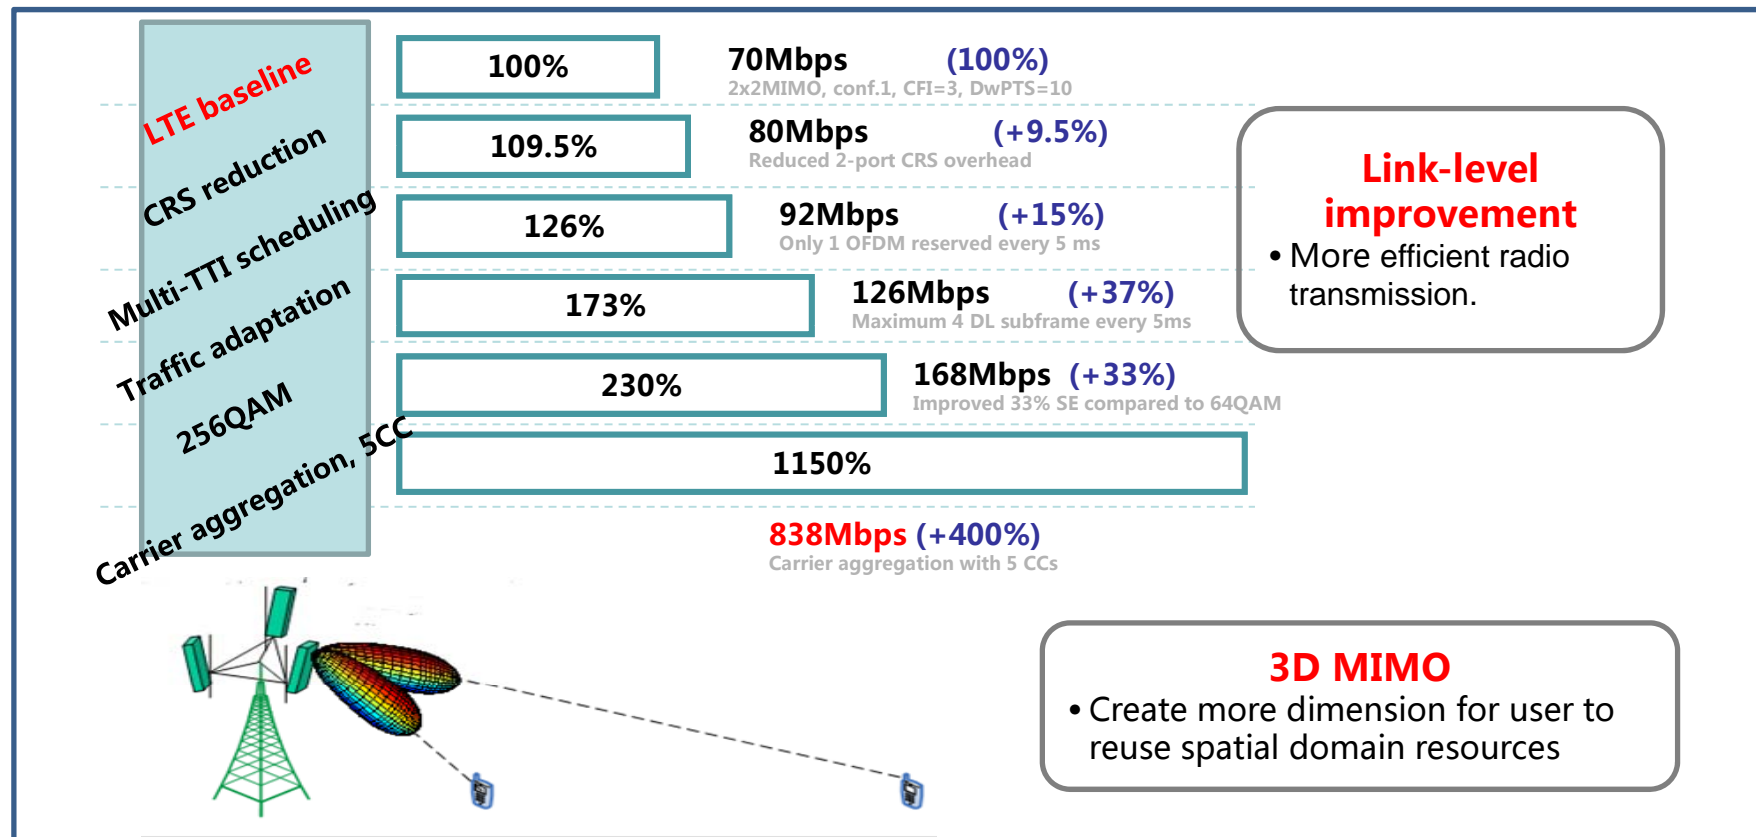 LTE baseline
100%
70Mbps (100%)
2x2MIMO, conf.1, CFI=3, DwPTS=10
CRS reduction
109.5%
80Mbps (+9.5%)
Reduced 2-port CRS overhead
Multi-TTI scheduling
126%
92Mbps (+15%)
Only 1 OFDM reserved every 5 ms
Traffic adaptation
173%
126Mbps (+37%)
Maximum 4 DL subframe every 5ms
256QAM
230%
168Mbps (+33%)
Improved 33% SE compared to 64QAM
Carrier aggregation, 5CC
1150%
838Mbps (+400%)
Carrier aggregation with 5 CCs
Link-level
improvement
• More efficient radio
transmission.
3D MIMO
• Create more dimension for user to
reuse spatial domain resources